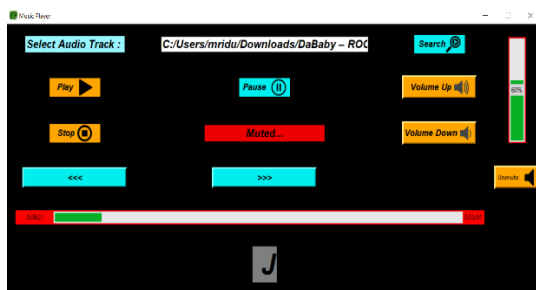 Music Player
Select Audio Track :
C:/Users/mridu/Downloads/DaBaby – ROC
Search
Play
Pause
Volume Up
60%
Stop
Muted...
Volume Down
<<<
>>>
Unmute
J